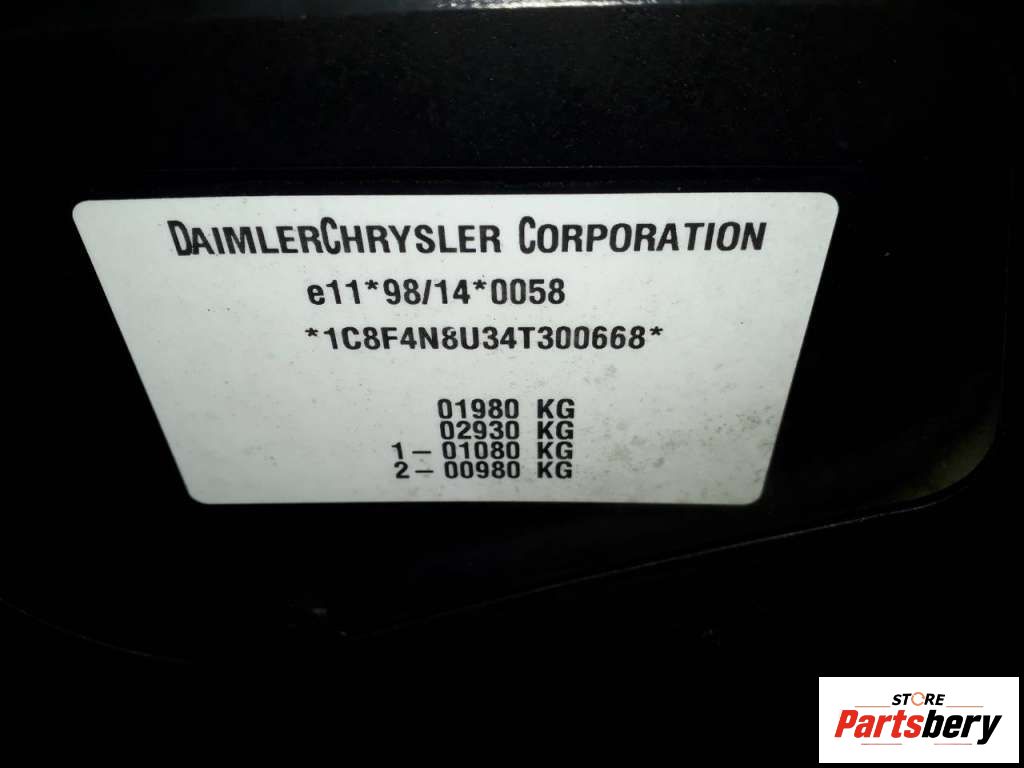 DAIMLERCHRYSLER CORPORATION
e11*98/14*0058
*1C8F4N8U34T300668*
01980 KG
02930 KG
1– 01080 KG
2– 00980 KG
STORE
Partsbery